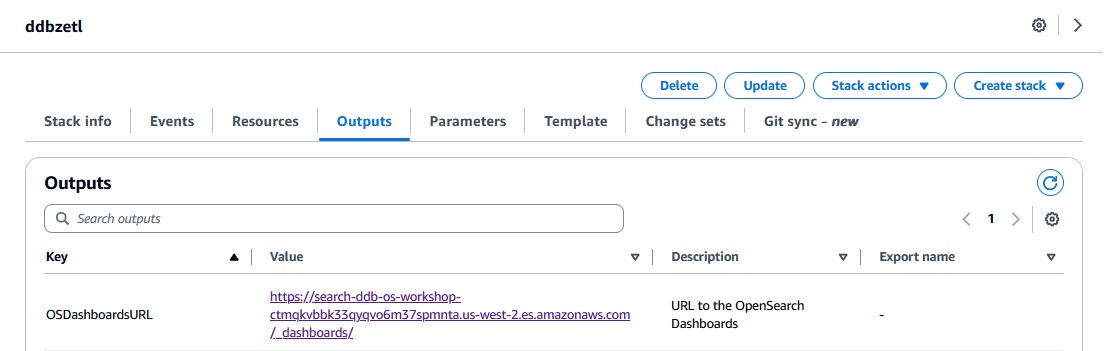 ddbzetl
Delete Update Stack actions Create stack
Stack info Events Resources Outputs Parameters Template Change sets Git sync – new
Outputs
Search outputs
1
Key Value Description Export name
https://search-ddb-os-workshop-
OSDashboardsURL ctmqkvbbk33qyqvo6m37spmnta.us-west-2.es.amazonaws.com URL to the OpenSearch Dashboards -
/_dashboards/